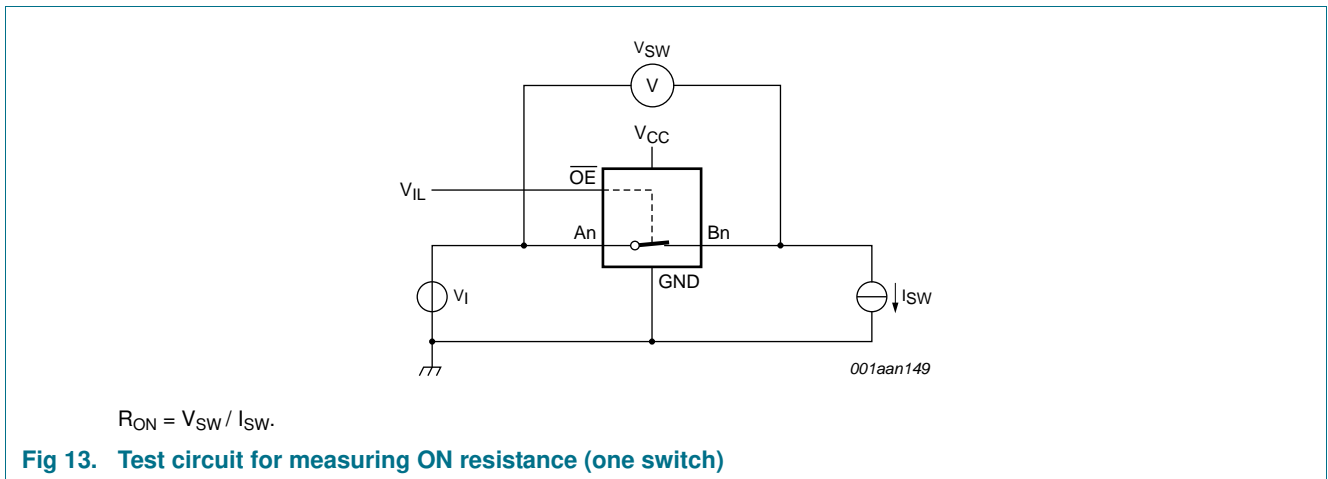 VSW
V
VCC
OE
VIL
An
Bn
GND
VI
ISW
001aan149
RON = VSW / ISW.
Fig 13. Test circuit for measuring ON resistance (one switch)